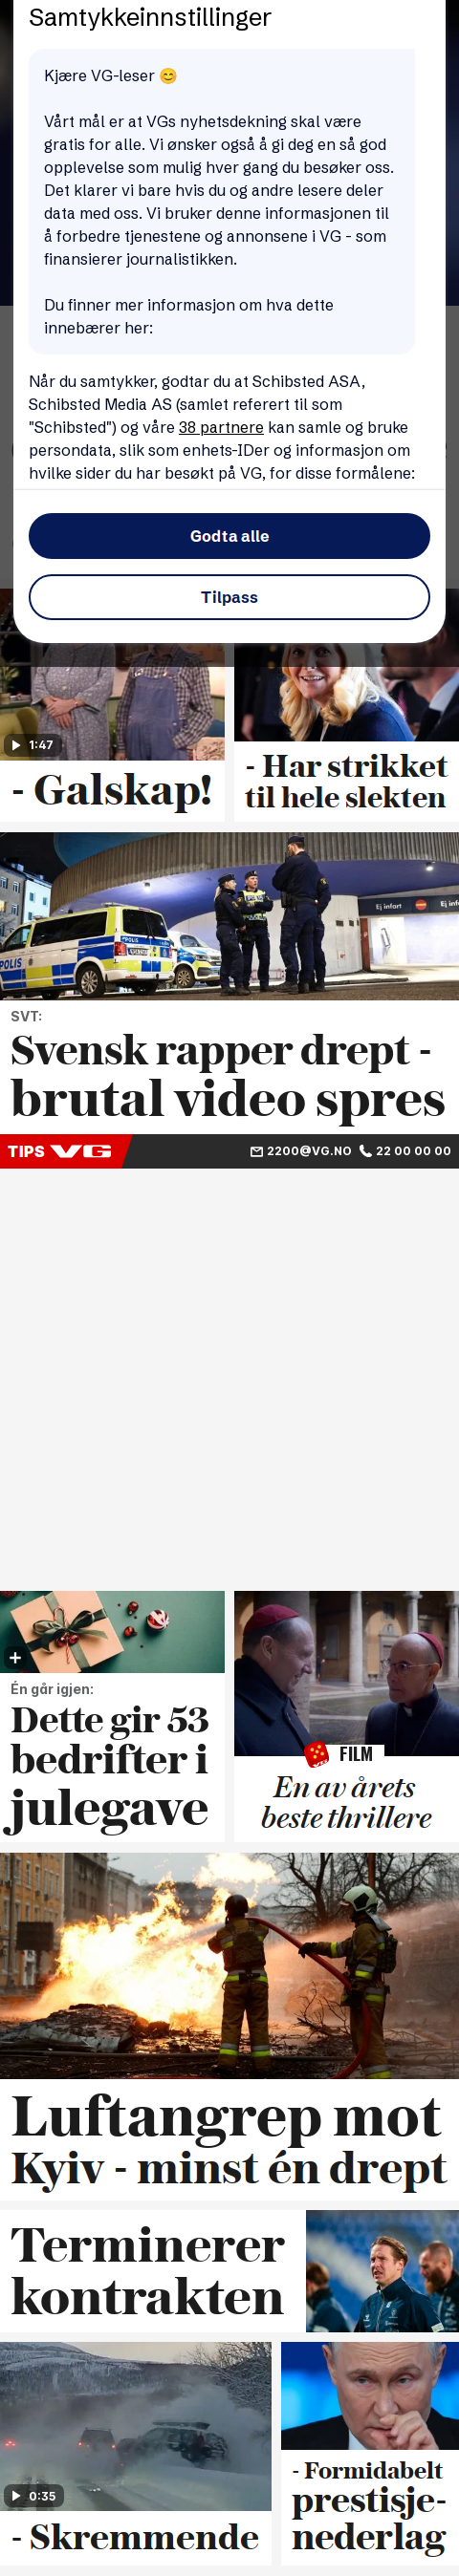 Samtykkeinnstillinger
Kjære VG-leser 😊
Vårt mål er at VGs nyhetsdekning skal være
gratis for alle. Vi ønsker også å gi deg en så god
opplevelse som mulig hver gang du besøker oss.
Det klarer vi bare hvis du og andre lesere deler
data med oss. Vi bruker denne informasjonen til
å forbedre tjenestene og annonsene i VG - som
finansierer journalistikken.
Du finner mer informasjon om hva dette
innebærer her:
Når du samtykker, godtar du at Schibsted ASA,
Schibsted Media AS (samlet referert til som
"Schibsted") og våre 38 partnere kan samle og bruke
persondata, slik som enhets-IDer og informasjon om
hvilke sider du har besøkt på VG, for disse formålene:
Godta alle
Tilpass
1:47
- Galskap!
- Har strikket
til hele slekten
POLIS
POLIS
Ej infart
Ej infart
SVT:
Svensk rapper drept -
brutal video spres
TIPS VG 2200@VG.NO 22 00 00 00
Én går igjen:
Dette gir 53
bedrifter i
julegave
FILM
En av årets
beste thrillere
Luftangrep mot
Kyiv - minst én drept
Terminerer
kontrakten
0:35
- Skremmende
- Formidabelt
prestisje-
nederlag